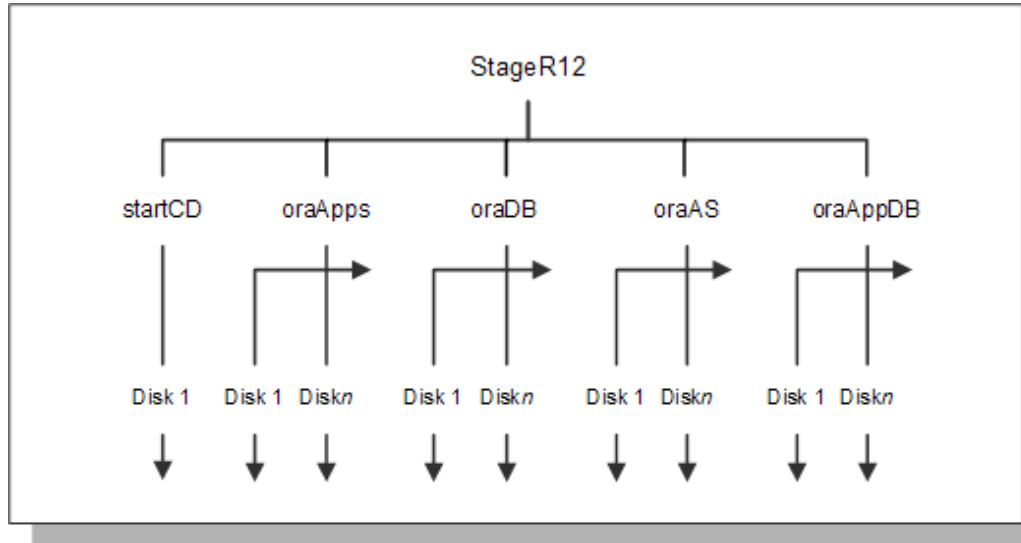 StageR12
startCD oraApps oraDB oraAS oraAppDB
Disk 1 Disk 1 Diskn Disk 1 Diskn Disk 1 Diskn Disk 1 Diskn